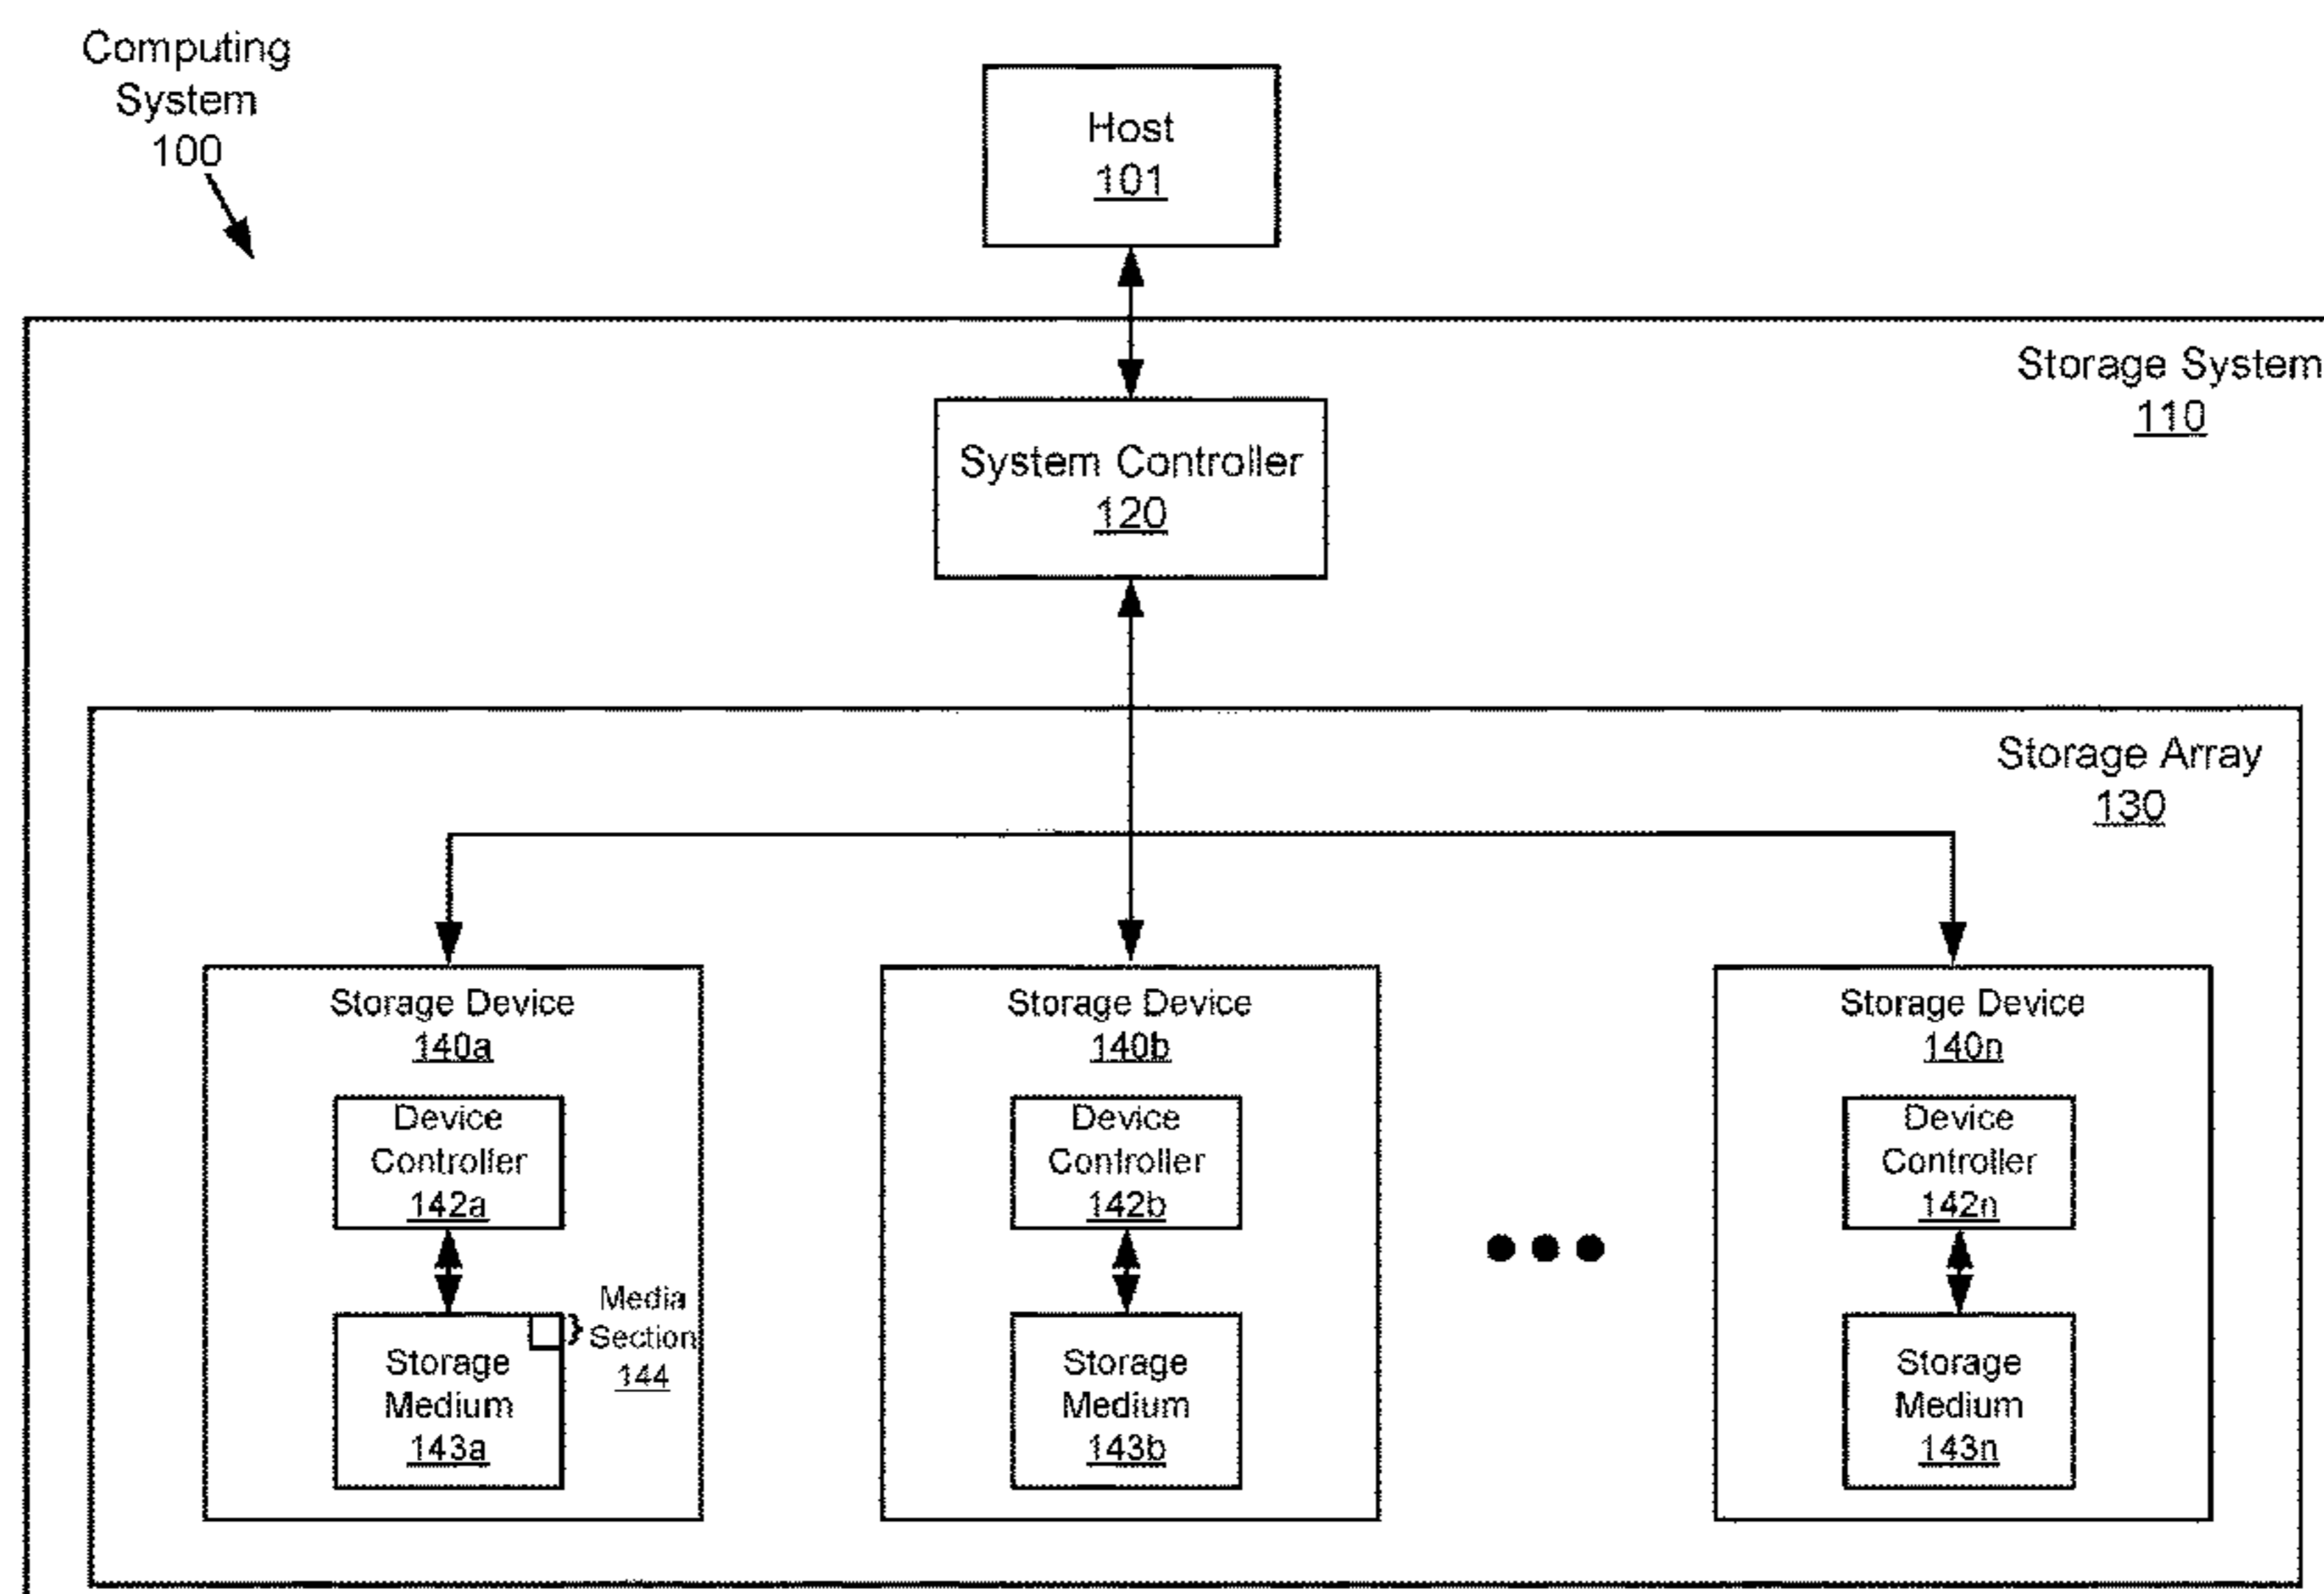 Computing
System
100
Host
101
Storage System
110
System Controller
120
Storage Array
130
Storage Device
140a
Device
Controller
142a
Media
Section
144
Storage
Medium
143a
Storage Device
140b
Device
Controller
142b
Storage
Medium
143b
Storage Device
140n
Device
Controller
142n
Storage
Medium
143n